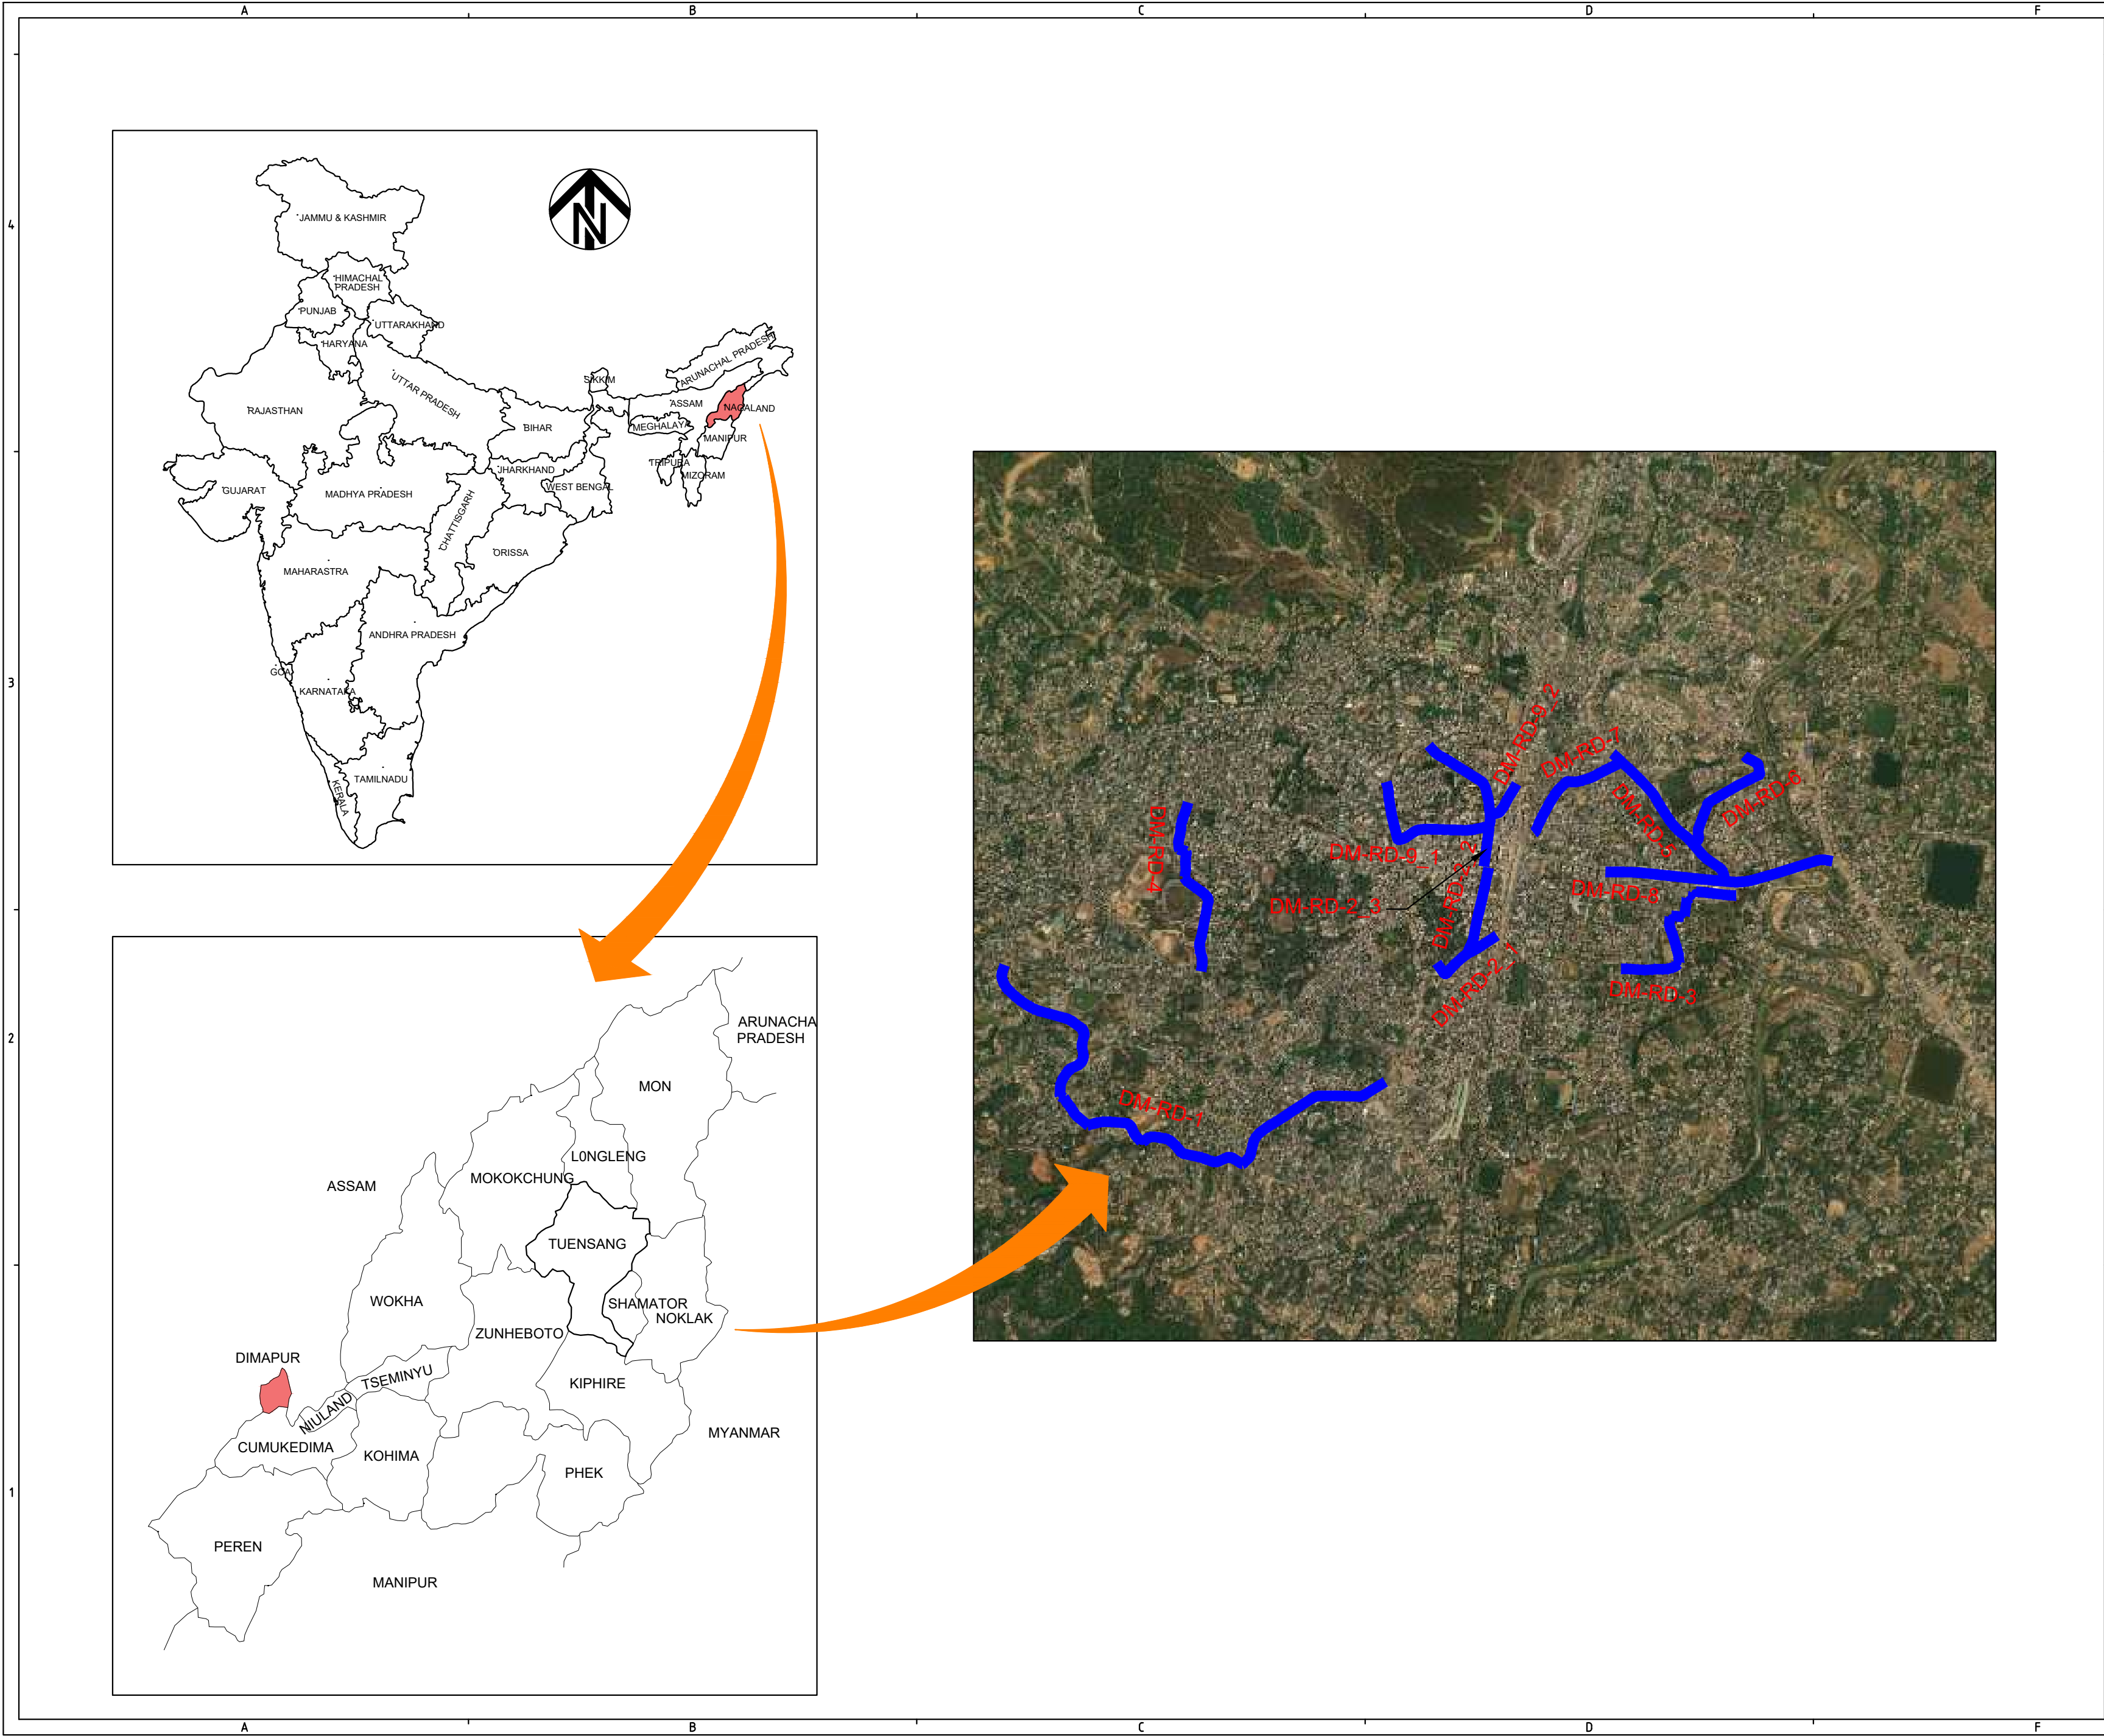 A
B
C
D
F
4
3
2
1
N
JAMMU & KASHMIR
HIMACHAL
PRADESH
PUNJAB
UTTARAKHAND
HARYANA
UTTAR PRADESH
RAJASTHAN
SIKKIM
ARUNACHAL PRADESH
ASSAM
NAGALAND
MEGHALAYA
MANIPUR
BIHAR
TRIPURA
MIZORAM
JHARKHAND
WEST BENGAL
GUJARAT
MADHYA PRADESH
CHATTISGARH
ORISSA
MAHARASTRA
ANDHRA PRADESH
GOA
KARNATAKA
TAMILNADU
KERALA
ARUNACHA
PRADESH
MON
L0NGLENG
MOKOKCHUNG
ASSAM
TUENSANG
WOKHA
SHAMATOR
NOKLAK
ZUNHEBOTO
DIMAPUR
TSEMINYU
KIPHIRE
NIULAND
CUMUKEDIMA
KOHIMA
MYANMAR
PHEK
PEREN
MANIPUR
DM-RD-9_2
DM-RD-7
DM-RD-6
DM-RD-5
DM-RD-4
DM-RD-9_1
DM-RD-2_2
DM-RD-8
DM-RD-2_3
DM-RD-2_1
DM-RD-3
DM-RD-1
A
B
C
D
F